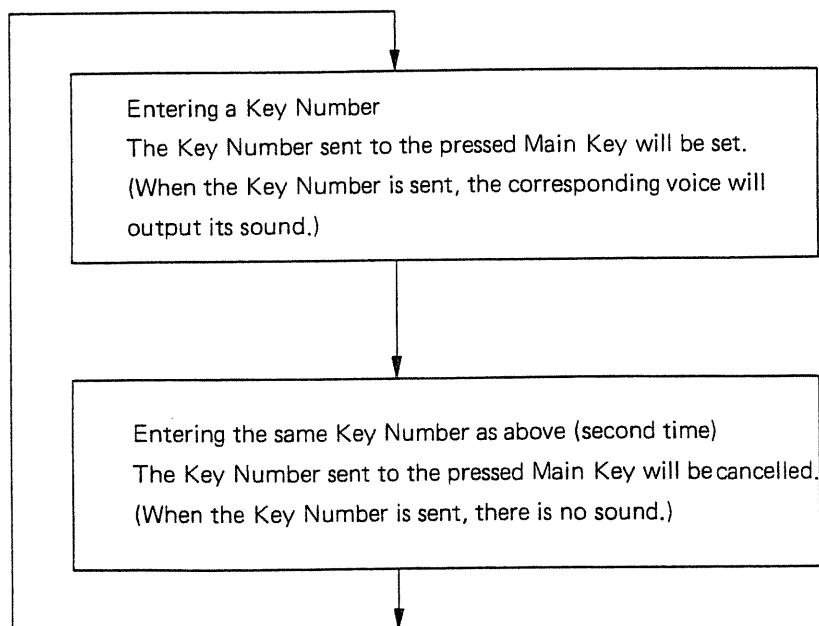 Entering a Key Number
The Key Number sent to the pressed Main Key will be set.
(When the Key Number is sent, the corresponding voice will
output its sound.)
Entering the same Key Number as above (second time)
The Key Number sent to the pressed Main Key will be cancelled.
(When the Key Number is sent, there is no sound.)